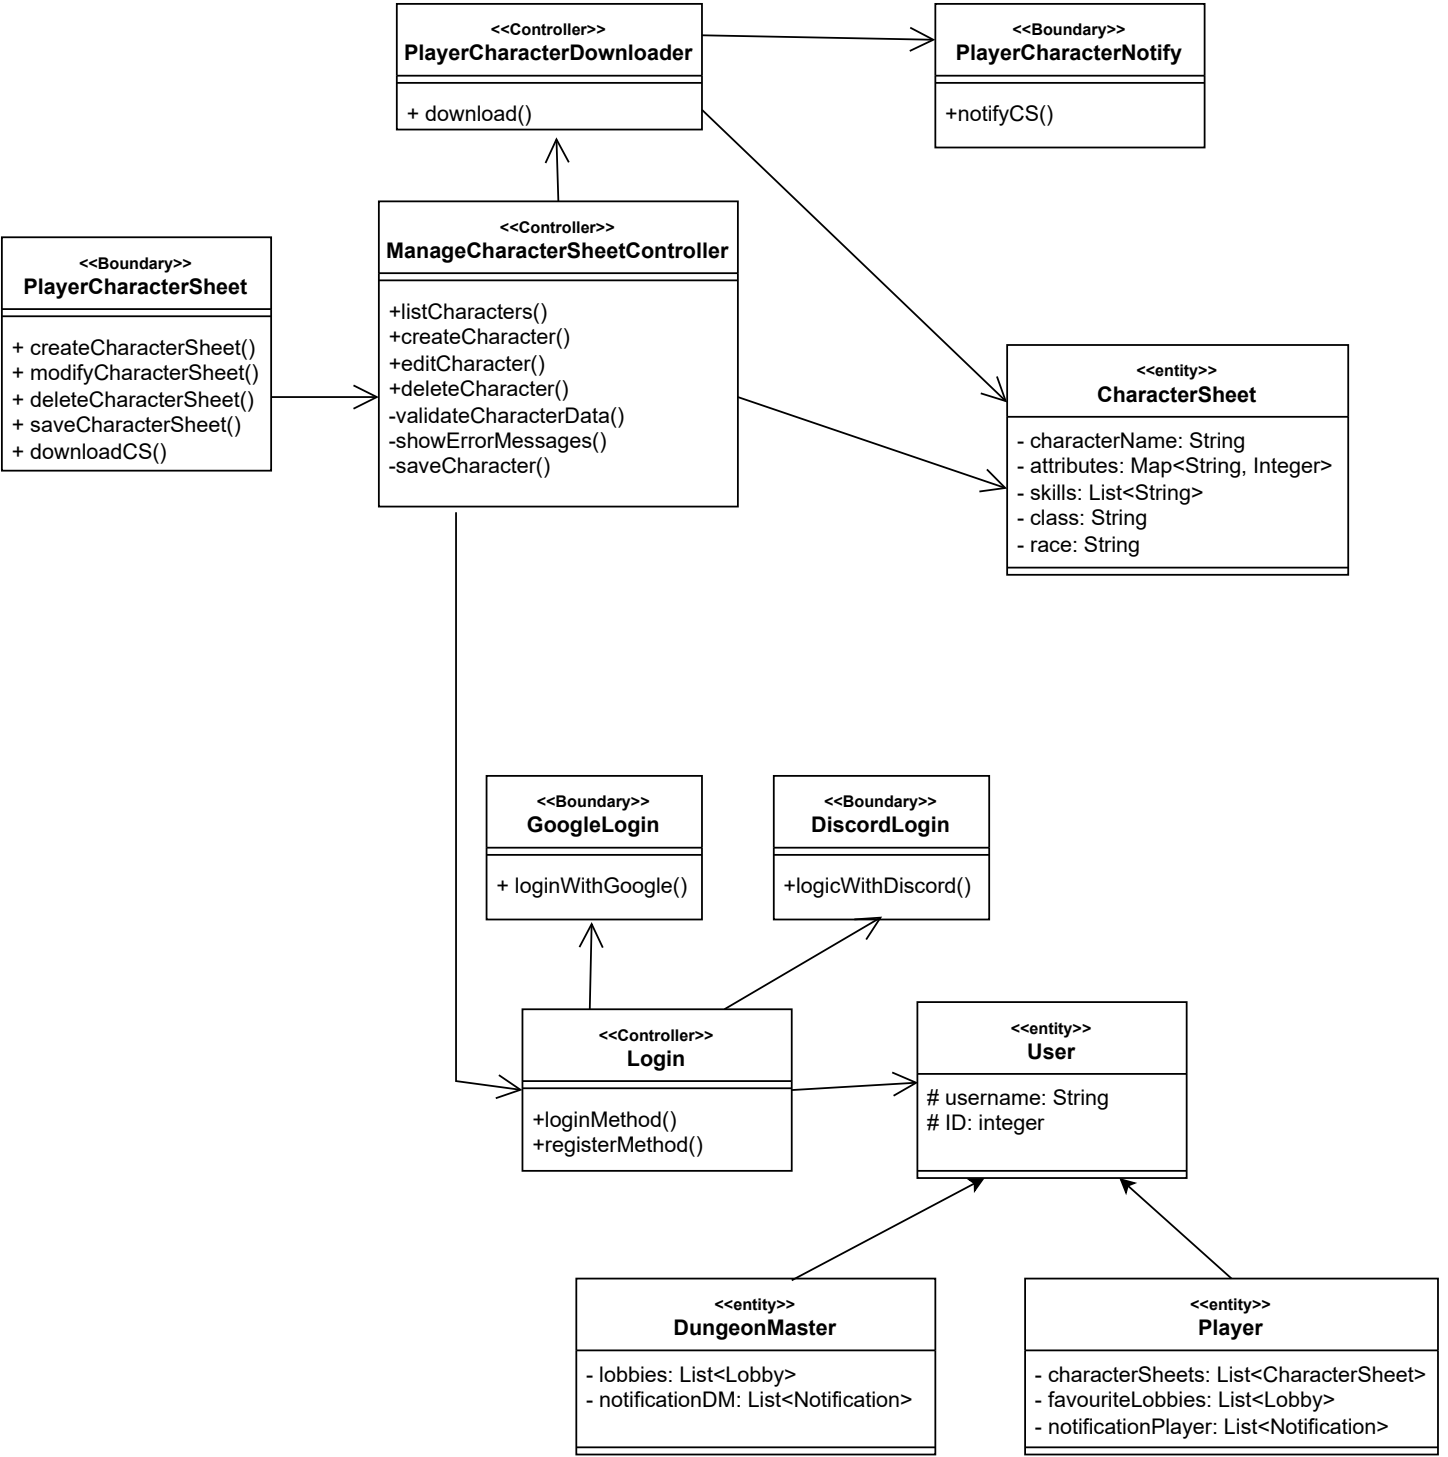 <<Controller>>
PlayerCharacterDownloader
+ download()
<<Boundary>>
PlayerCharacterNotify
+notifyCS()
<<Boundary>>
PlayerCharacterSheet
+ createCharacterSheet()
+ modifyCharacterSheet()
+ deleteCharacterSheet()
+ saveCharacterSheet()
+ downloadCS()
<<Controller>>
ManageCharacterSheetController
+listCharacters()
+createCharacter()
+editCharacter()
+deleteCharacter()
-validateCharacterData()
-showErrorMessages()
-saveCharacter()
<<entity>>
CharacterSheet
- characterName: String
- attributes: Map<String, Integer>
- skills: List<String>
- class: String
- race: String
<<Boundary>>
GoogleLogin
+ loginWithGoogle()
<<Boundary>>
DiscordLogin
+logicWithDiscord()
<<Controller>>
Login
+loginMethod()
+registerMethod()
<<entity>>
User
# username: String
# ID: integer
<<entity>>
DungeonMaster
- lobbies: List<Lobby>
- notificationDM: List<Notification>
<<entity>>
Player
- characterSheets: List<CharacterSheet>
- favouriteLobbies: List<Lobby>
- notificationPlayer: List<Notification>